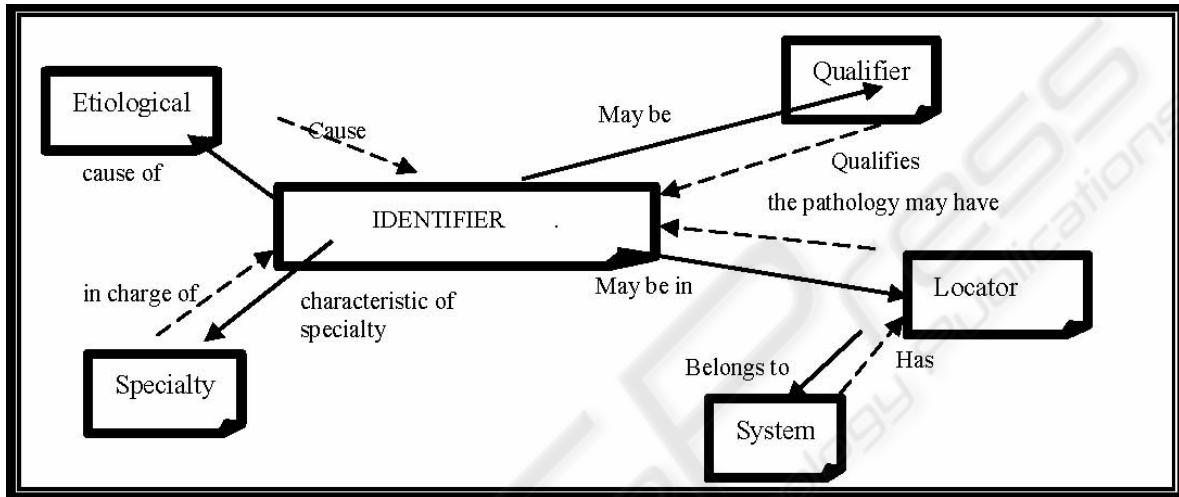 Etiological
Qualifier
Cause
May be
cause of
Qualifies
the pathology may have
IDENTIFIER .
in charge of
characteristic of
specialty
May be in
Locator
Specialty
Belongs to
Has
System